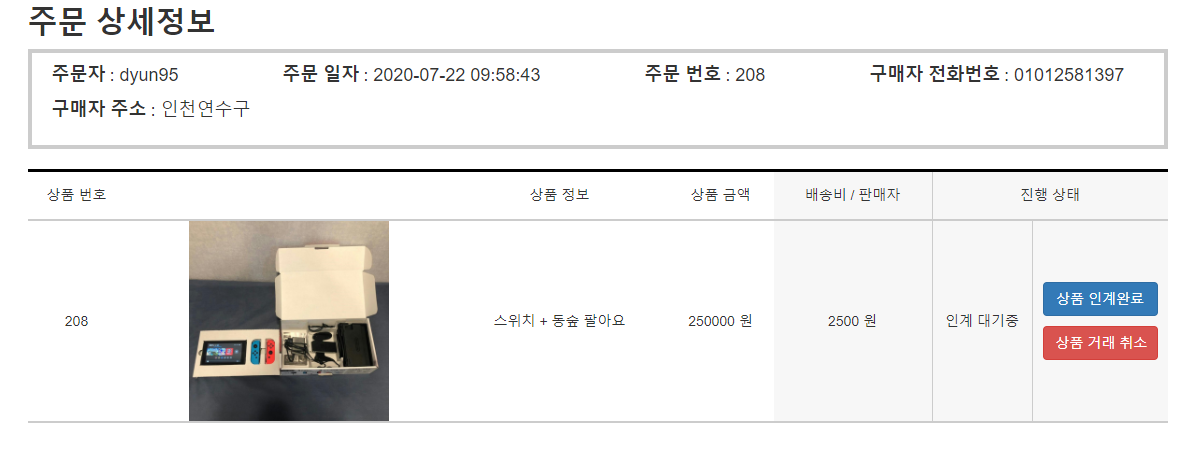 주문 상세정보
주문자 : dyun95 주문 일자 : 2020-07-22 09:58:43 주문 번호 : 208 구매자 전화번호 : 01012581397
구매자 주소 : 인천연수구
상품 번호 상품 정보 상품 금액 배송비 / 판매자 진행 상태
208 스위치 + 동숲 팔아요 250000 원 2500 원 인계 대기중
상품 인계완료
상품 거래 취소